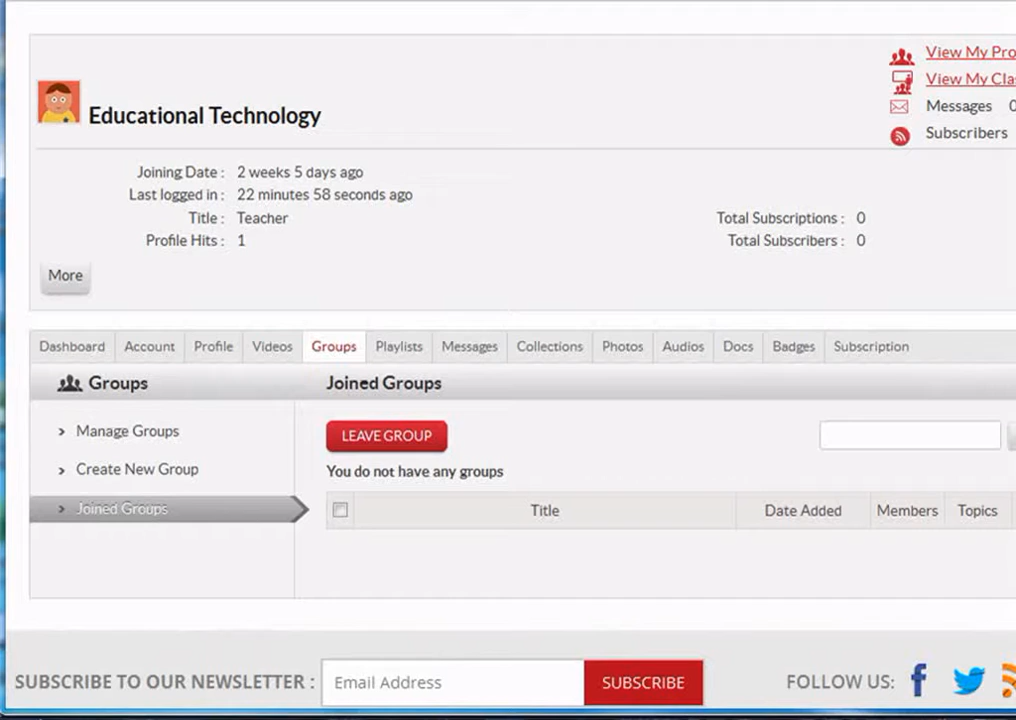 View My Pro
View My Clas
Educational Technology
Messages 0
Subscribers
Joining Date : 2 weeks 5 days ago
Last logged in : 22 minutes 58 seconds ago
Title : Teacher
Total Subscriptions : 0
Profile Hits : 1
Total Subscribers : 0
More
Dashboard Account Profile Videos Groups Playlists Messages Collections Photos Audios Docs Badges Subscription
Groups
Joined Groups
Manage Groups
LEAVE GROUP
Create New Group
You do not have any groups
Joined Groups
Title Date Added Members Topics
SUBSCRIBE TO OUR NEWSLETTER : Email Address SUBSCRIBE FOLLOW US: